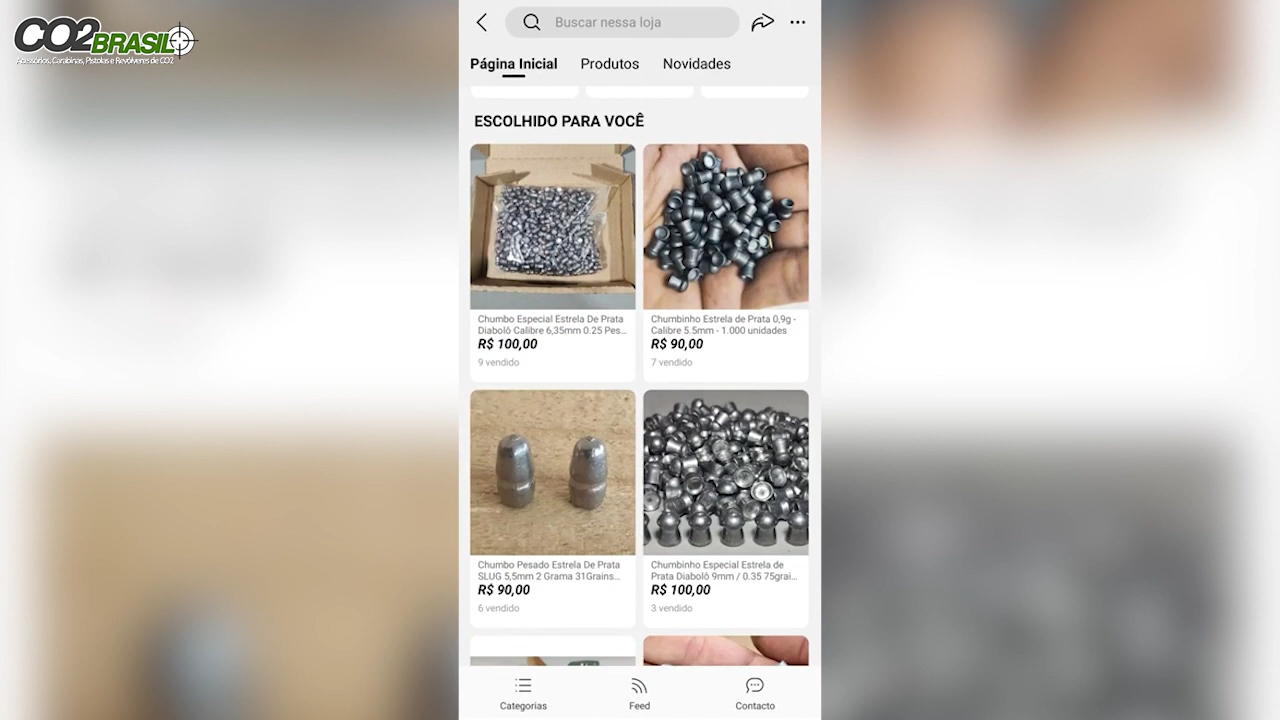 CO2 BRASIL
Acessórios, Carabinas, Pistolas e Revólveres de CO2
Buscar nessa loja
Página Inicial
Produtos
Novidades
ESCOLHIDO PARA VOCÊ
Chumbo Especial Estrela De Prata
Diabolô Calibre 6,35mm 0.25 Pes...
R$ 100,00
9 vendido
Chumbinho Estrela de Prata 0,9g -
Calibre 5.5mm - 1.000 unidades
R$ 90,00
7 vendido
Chumbo Pesado Estrela De Prata
SLUG 5,5mm 2 Grama 31Grains...
R$ 90,00
6 vendido
Chumbinho Especial Estrela de
Prata Diabolô 9mm / 0.35 75grai...
R$ 100,00
3 vendido
Categorias
Feed
Contacto